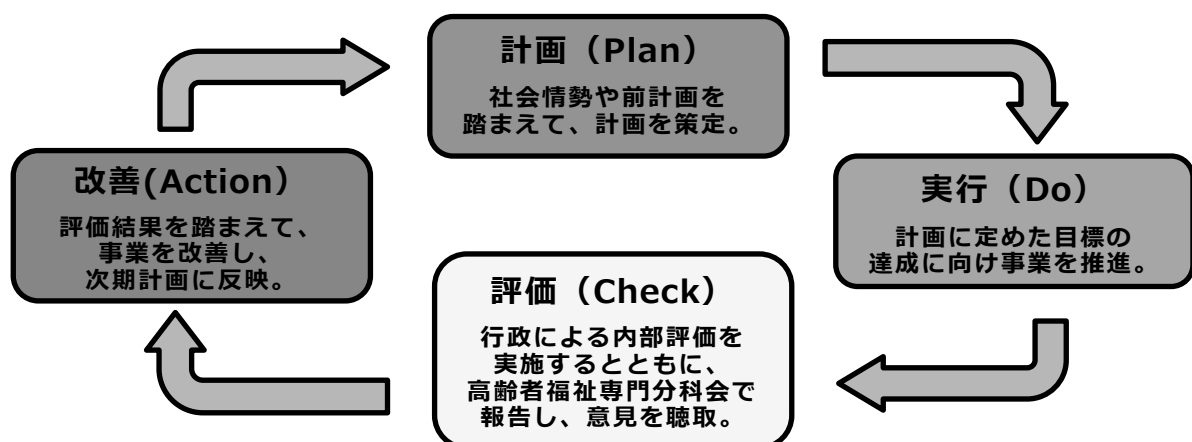 計画（Plan）
社会情勢や前計画を
踏まえて、計画を策定。
実行（Do）
計画に定めた目標の
達成に向け事業を推進。
評価（Check）
行政による内部評価を
実施するとともに、
高齢者福祉専門分科会で
報告し、意見を聴取。
改善(Action）
評価結果を踏まえて、
事業を改善し、
次期計画に反映。